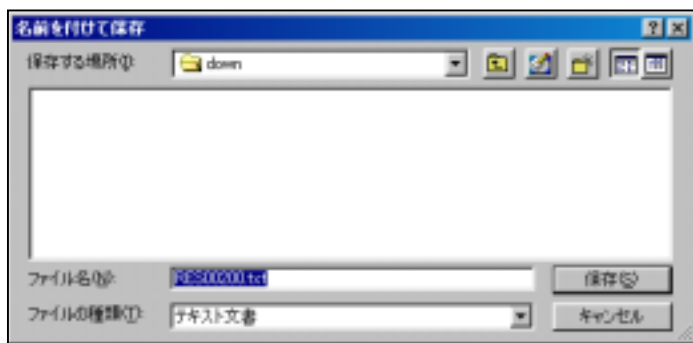 名前を付けて保存
保存する場所(I):
down
ファイル名(N):
RES00200.txt
保存(S)
ファイルの種類(T):
テキスト文書
キャンセル